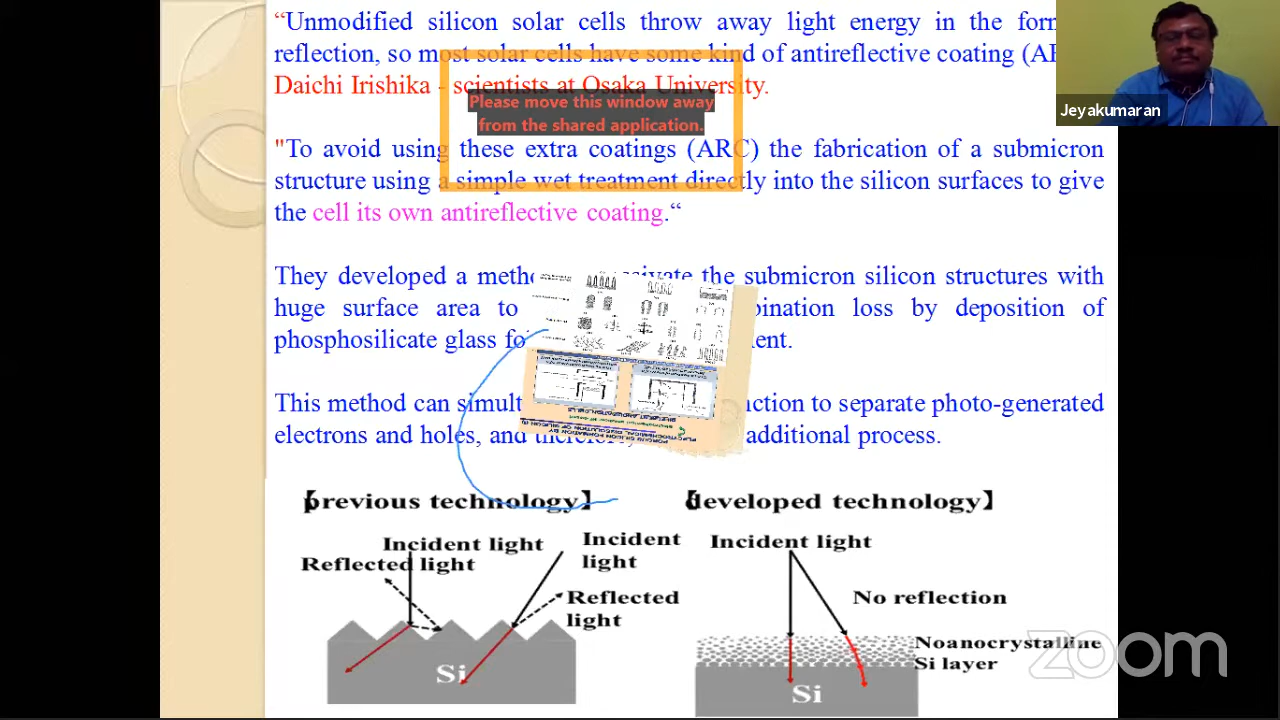 “Unmodified silicon solar cells throw away light energy in the form
reflection, so most solar cells have some kind of antireflective coating
Daichi Irishika - scientists at Osaka University.
Please move this window away
from the shared application.
Jeyakumaran
"To avoid using these extra coatings (ARC) the fabrication of a submicron
structure using a simple wet treatment directly into the silicon surfaces to give
the cell its own antireflective coating.“
They developed a the submicron silicon structures with
huge surface area to loss by deposition of
phosphosilicate glass
This method can to separate photo-generated
electrons and holes, and additional process.
【previous technology】
【developed technology】
Incident light
Reflected light
Incident
light
Reflected
light
Si
Incident light
No reflection
Noanocrystalline
Si layer
Si
zoom